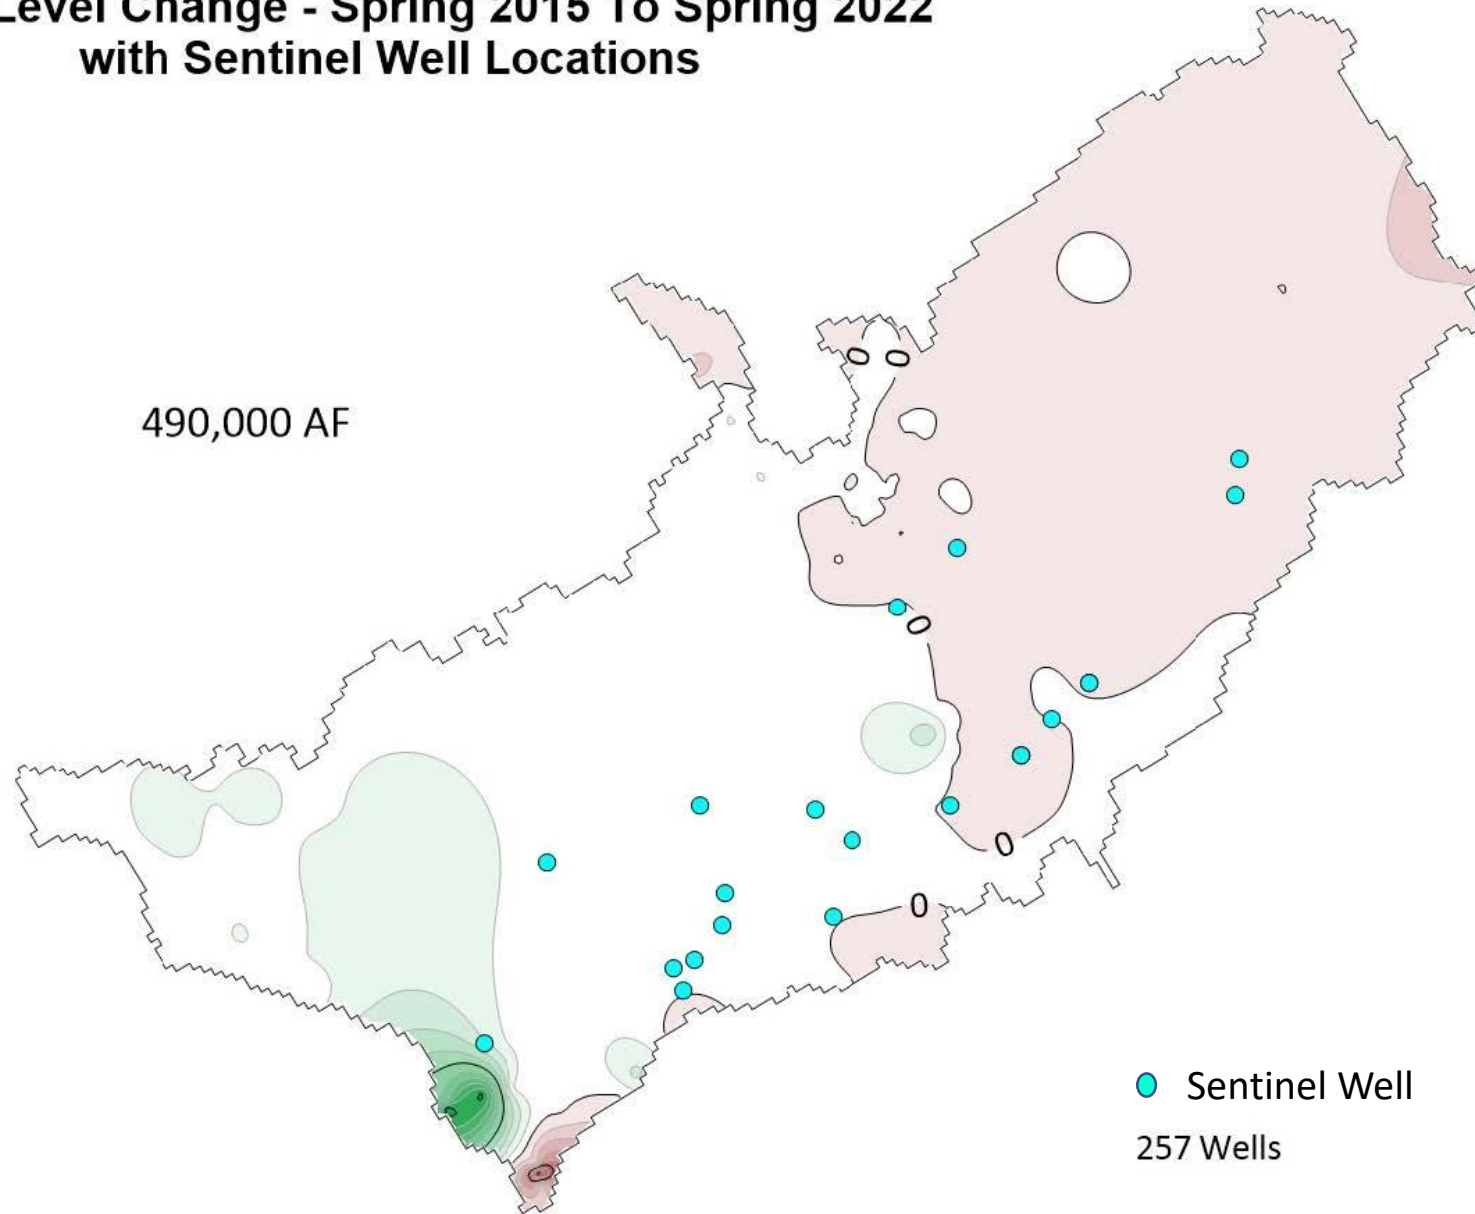 Level Change - Spring 2015 To Spring 2022
with Sentinel Well Locations
0 0
490,000 AF
0
0
0
Sentinel Well
257 Wells